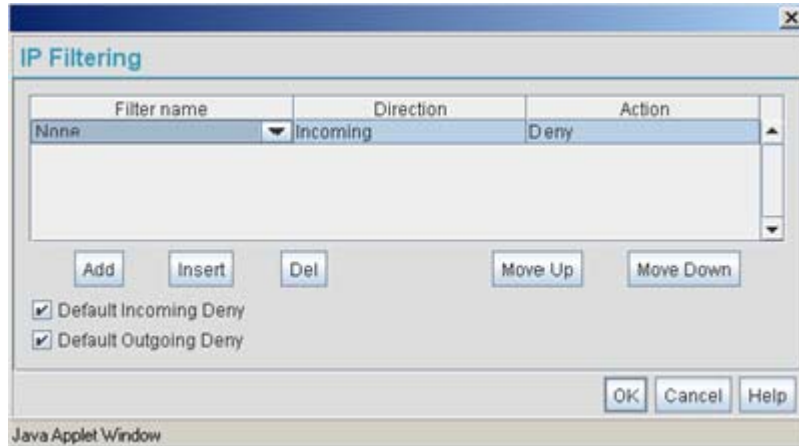 IP Filtering
Filter name Direction Action
None Incoming Deny
Add Insert Del Move Up Move Down
Default Incoming Deny
Default Outgoing Deny
OK Cancel Help
Java Applet Window